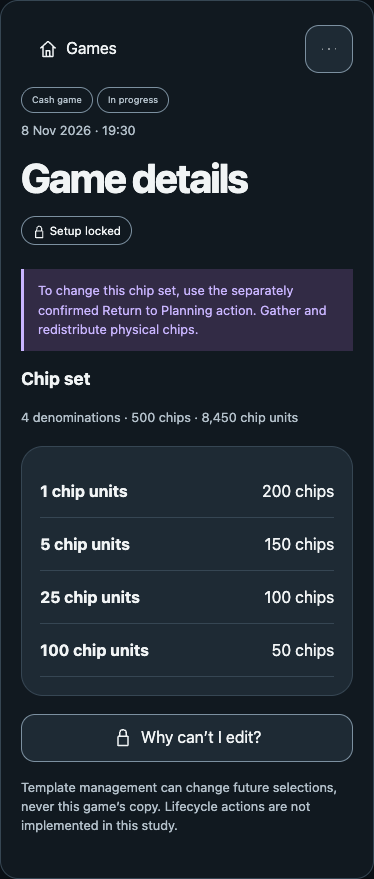 Games
...
Cash game
In progress
8 Nov 2026 · 19:30
Game details
Setup locked
To change this chip set, use the separately
confirmed Return to Planning action. Gather and
redistribute physical chips.
Chip set
4 denominations · 500 chips · 8,450 chip units
1 chip units 200 chips
5 chip units 150 chips
25 chip units 100 chips
100 chip units 50 chips
Why can’t I edit?
Template management can change future selections,
never this game’s copy. Lifecycle actions are not
implemented in this study.